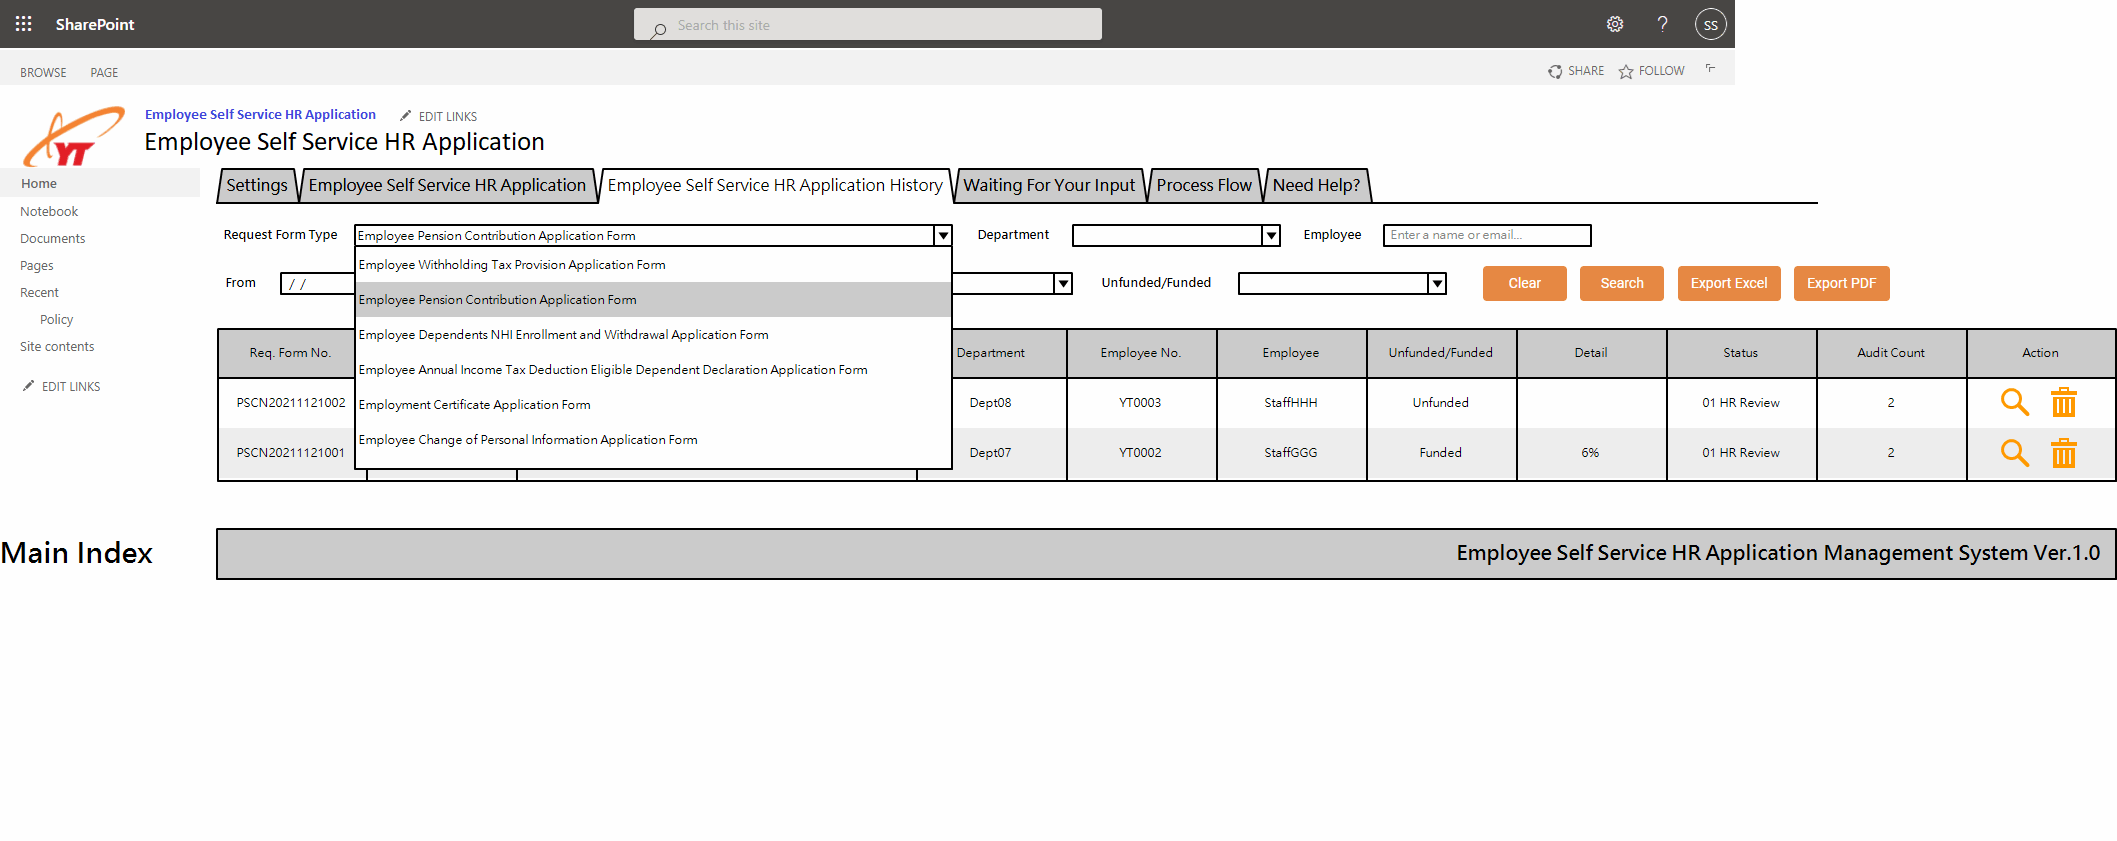 SharePoint
Search this site
?
SS
BROWSE
PAGE
SHARE
FOLLOW
YT
Employee Self Service HR Application
EDIT LINKS
Employee Self Service HR Application
Home
Notebook
Documents
Pages
Recent
Policy
Site contents
EDIT LINKS
Settings
Employee Self Service HR Application
Employee Self Service HR Application History
Waiting For Your Input
Process Flow
Need Help?
Request Form Type
Employee Pension Contribution Application Form
Department
Employee
Enter a name or email...
From
/ /
Unfunded/Funded
Clear
Search
Export Excel
Export PDF
Employee Withholding Tax Provision Application Form
Employee Pension Contribution Application Form
Employee Dependents NHI Enrollment and Withdrawal Application Form
Employee Annual Income Tax Deduction Eligible Dependent Declaration Application Form
Employment Certificate Application Form
Employee Change of Personal Information Application Form
Req. Form No. Department Employee No. Employee Unfunded/Funded Detail Status Audit Count Action
PSCN20211121002 Dept08 YT0003 StaffHHH Unfunded 01 HR Review 2
PSCN20211121001 Dept07 YT0002 StaffGGG Funded 6% 01 HR Review 2
Main Index
Employee Self Service HR Application Management System Ver.1.0